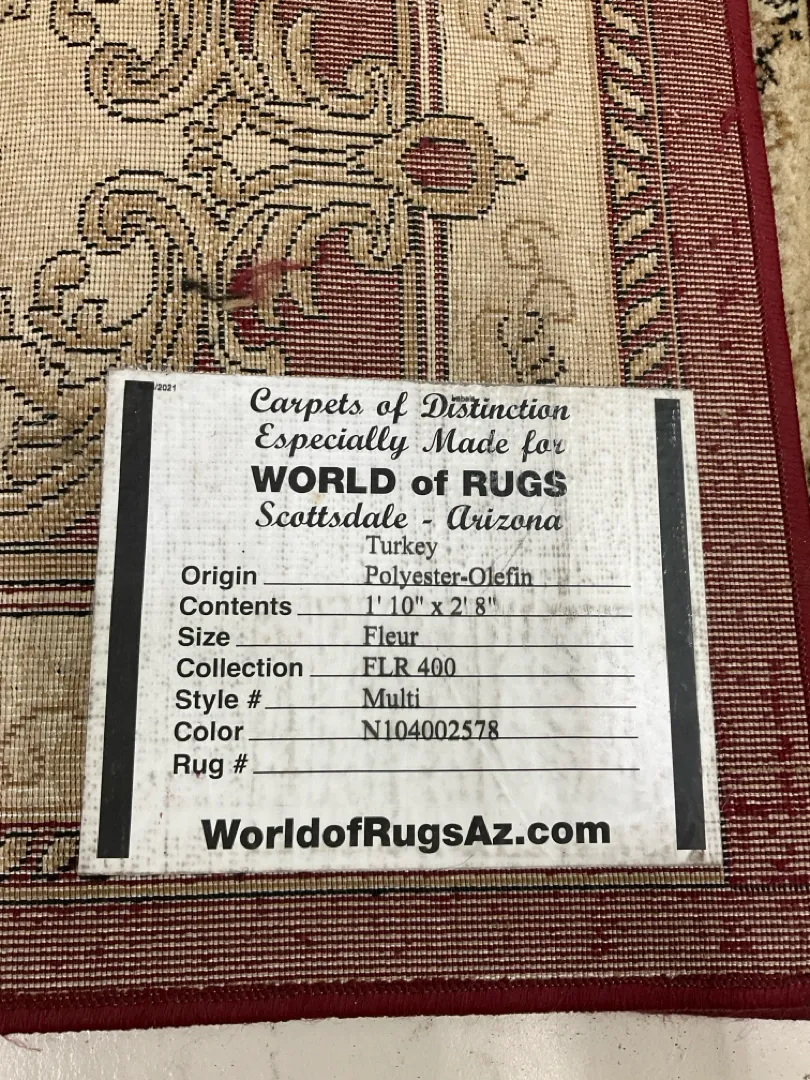 /2021
Carpets of Distinction
Especially Made for
WORLD of RUGS
Scottsdale - Arizona
Turkey
Origin Polyester-Olefin
Contents 1' 10" x 2' 8"
Size Fleur
Collection FLR 400
Style # Multi
Color N104002578
Rug #
WorldofRugsAz.com